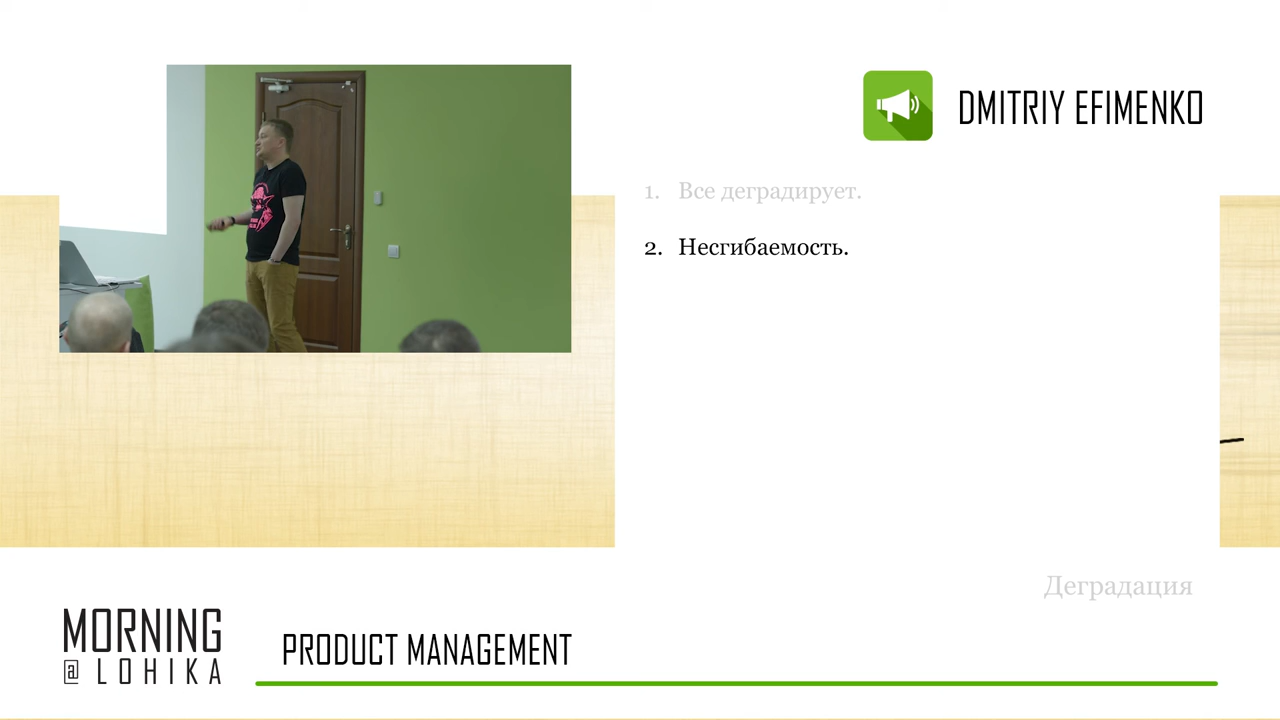 DMITRIY EFIMENKO
1. Все деградирует.
2. Несгибаемость.
Деградация
MORNING
@ LOHIKA
PRODUCT MANAGEMENT